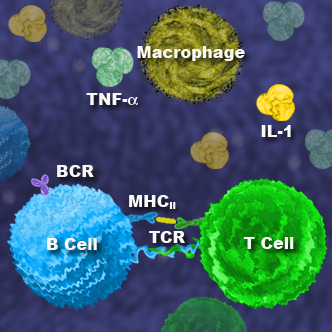 Macrophage
TNF-α
IL-1
BCR
MHCII
TCR
B Cell
T Cell